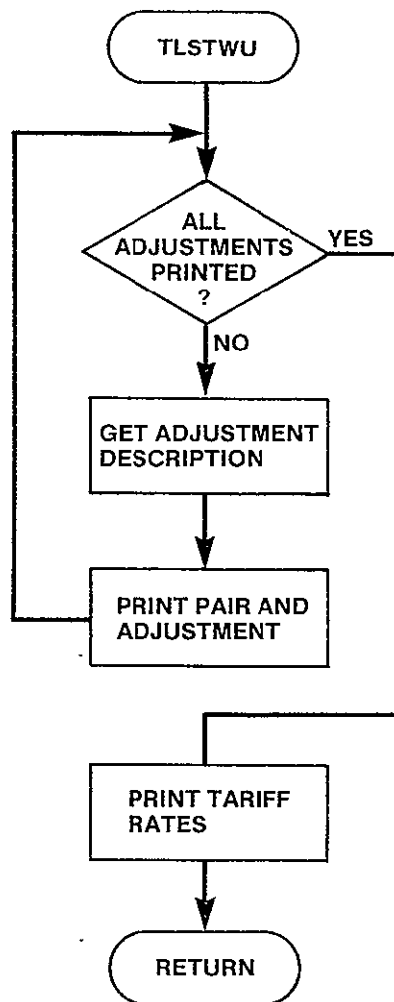 TLSTWU
ALL
ADJUSTMENTS
PRINTED
?
YES
NO
GET ADJUSTMENT
DESCRIPTION
PRINT PAIR AND
ADJUSTMENT
PRINT TARIFF
RATES
RETURN